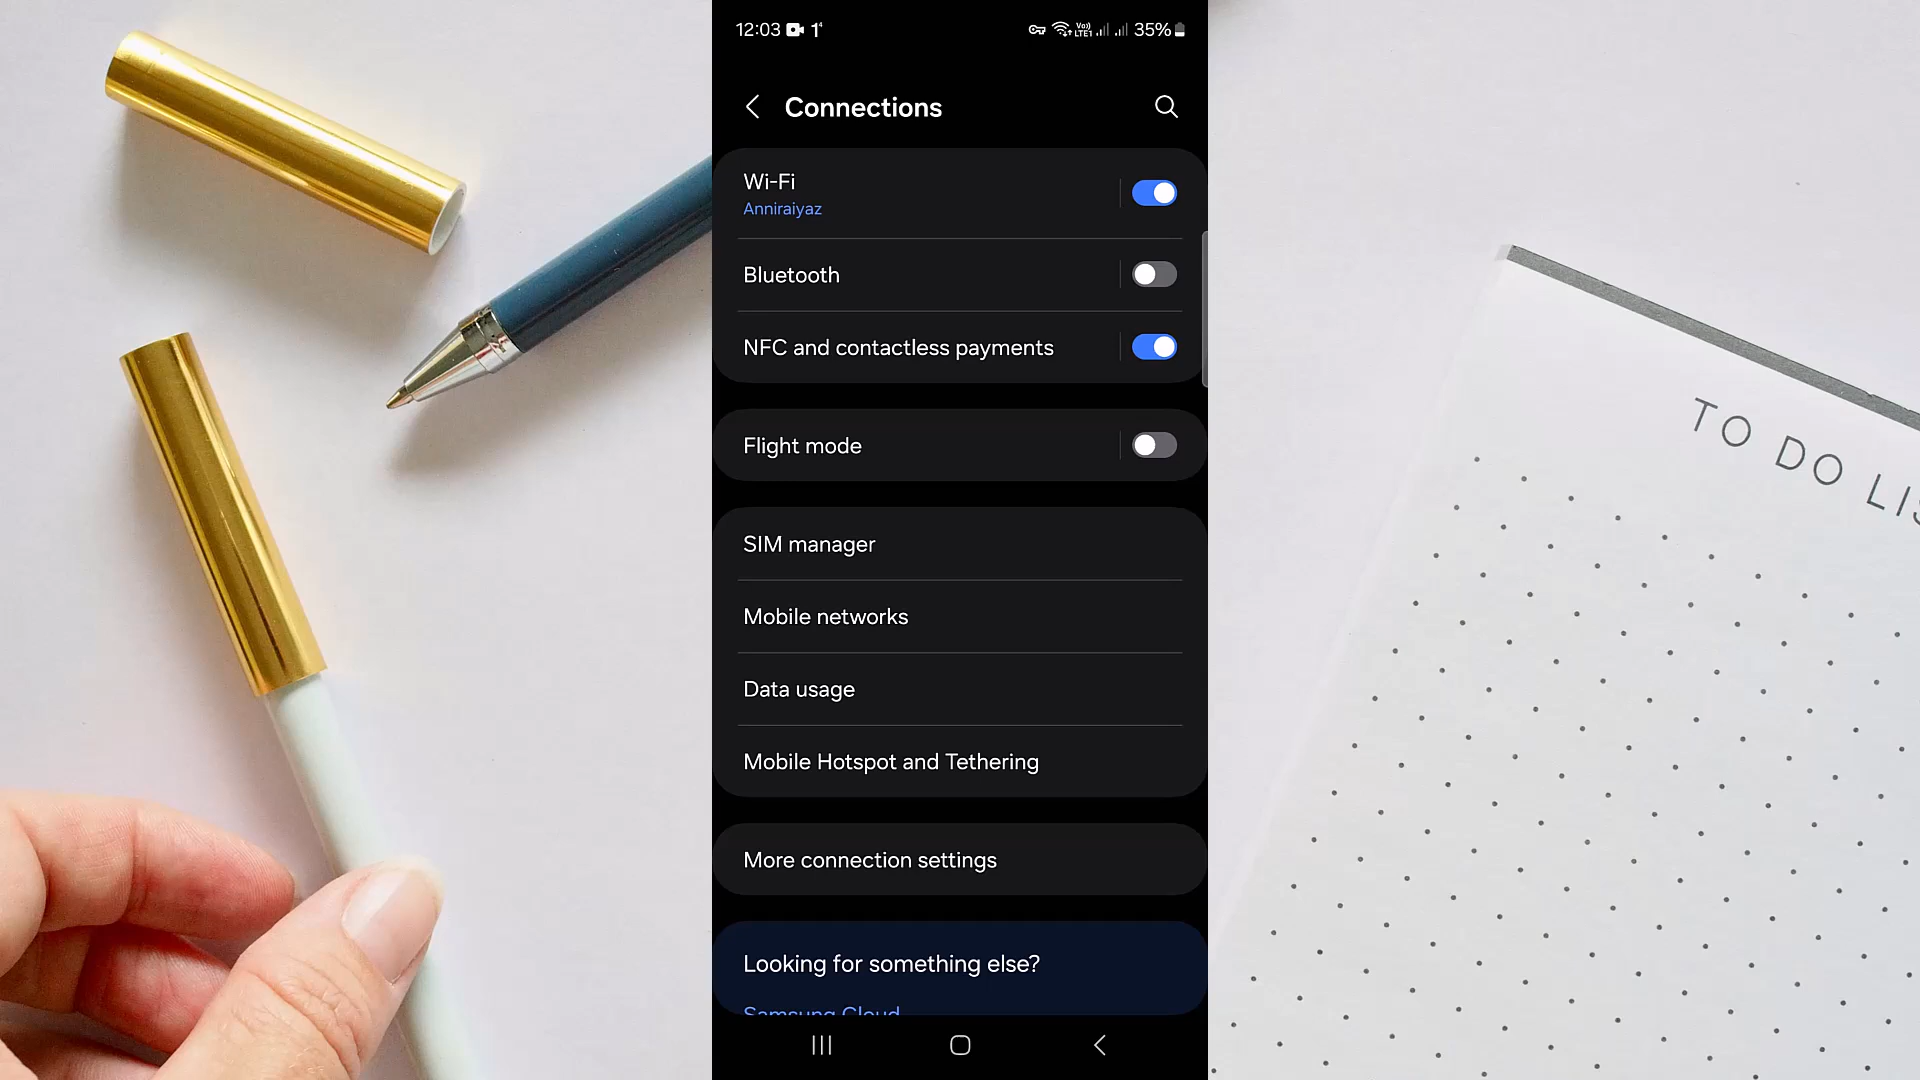 12:03 35%
Connections
Wi-Fi
Anniraiyaz
Bluetooth
NFC and contactless payments
Flight mode
SIM manager
Mobile networks
Data usage
Mobile Hotspot and Tethering
More connection settings
Looking for something else?
Samsung Cloud
TO DO LIS